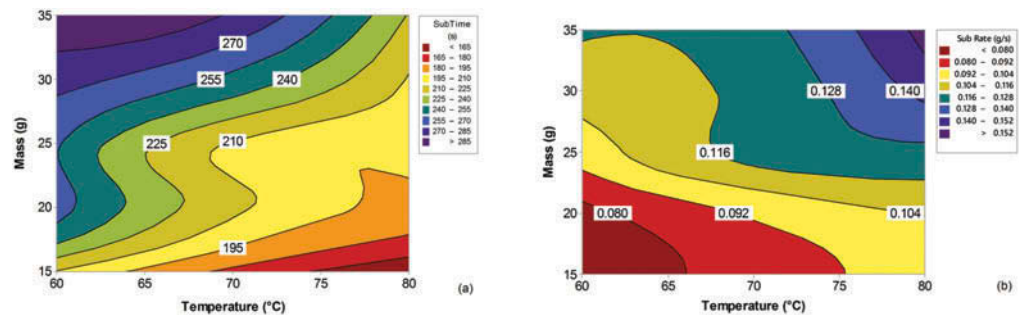 35
30
25
20
15
Mass (g)
270
255
240
225
210
195
60
65
70
75
80
Temperature (°C)
SubTime
(s)
< 165
165 – 180
180 – 195
195 – 210
210 – 225
225 – 240
240 – 255
255 – 270
270 – 285
> 285
(a)
35
30
25
20
15
Mass (g)
0.128
0.140
0.116
0.080
0.092
0.104
60
65
70
75
80
Temperature (°C)
Sub Rate (g/s)
< 0.080
0.080 – 0.092
0.092 – 0.104
0.104 – 0.116
0.116 – 0.128
0.128 – 0.140
0.140 – 0.152
> 0.152
(b)